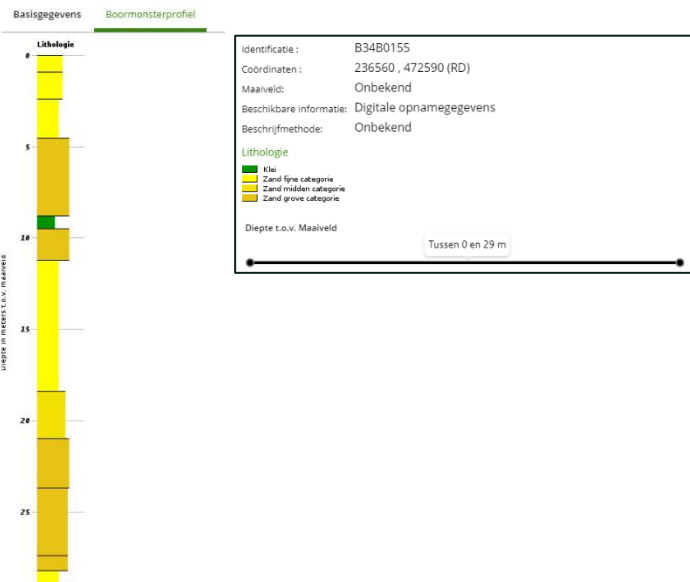 Basisgegevens Boormonsterprofiel
Lithologie
0
5
10
15
20
25
Diepte in meters t.o.v. maaiveld
Identificatie : B34B0155
Coördinaten : 236560 , 472590 (RD)
Maaiveld: Onbekend
Beschikbare informatie: Digitale opnamegegevens
Beschrijfmethode: Onbekend
Lithologie
Klei
Zand fijne categorie
Zand midden categorie
Zand grove categorie
Diepte t.o.v. Maaiveld
Tussen 0 en 29 m